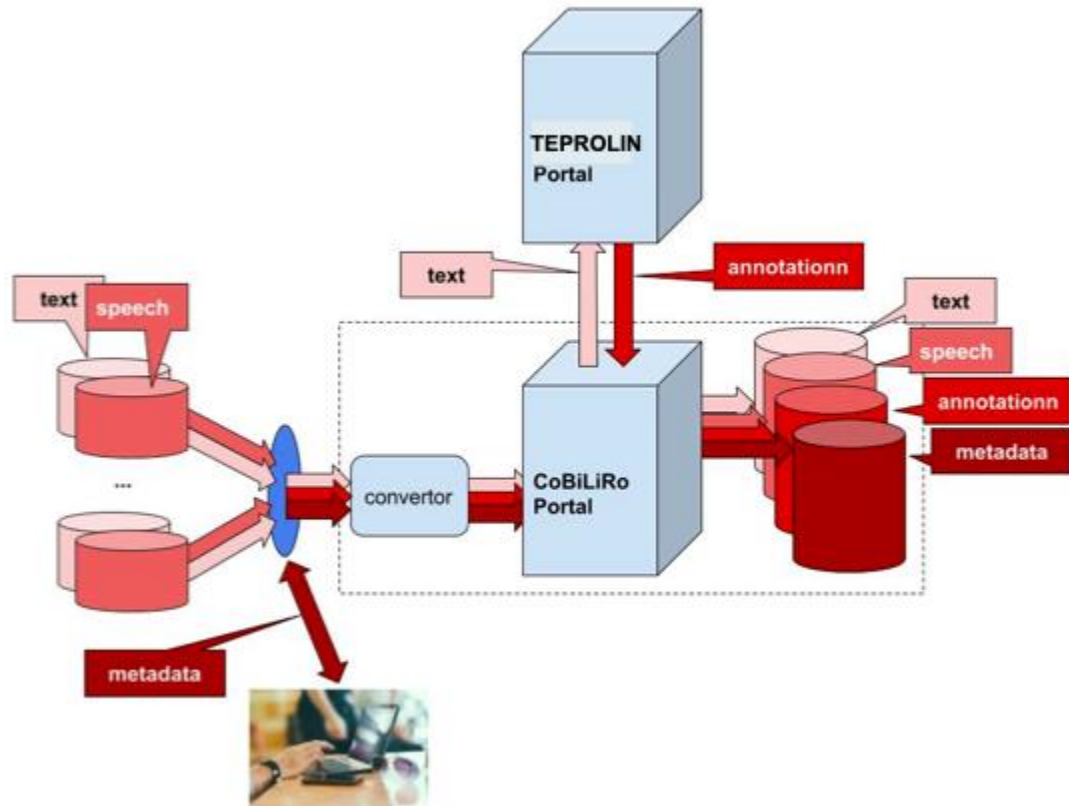 TEPROLIN
Portal
text
annotationn
text
speech
text
speech
annotationn
metadata
...
convertor
CoBiLiRo
Portal
metadata